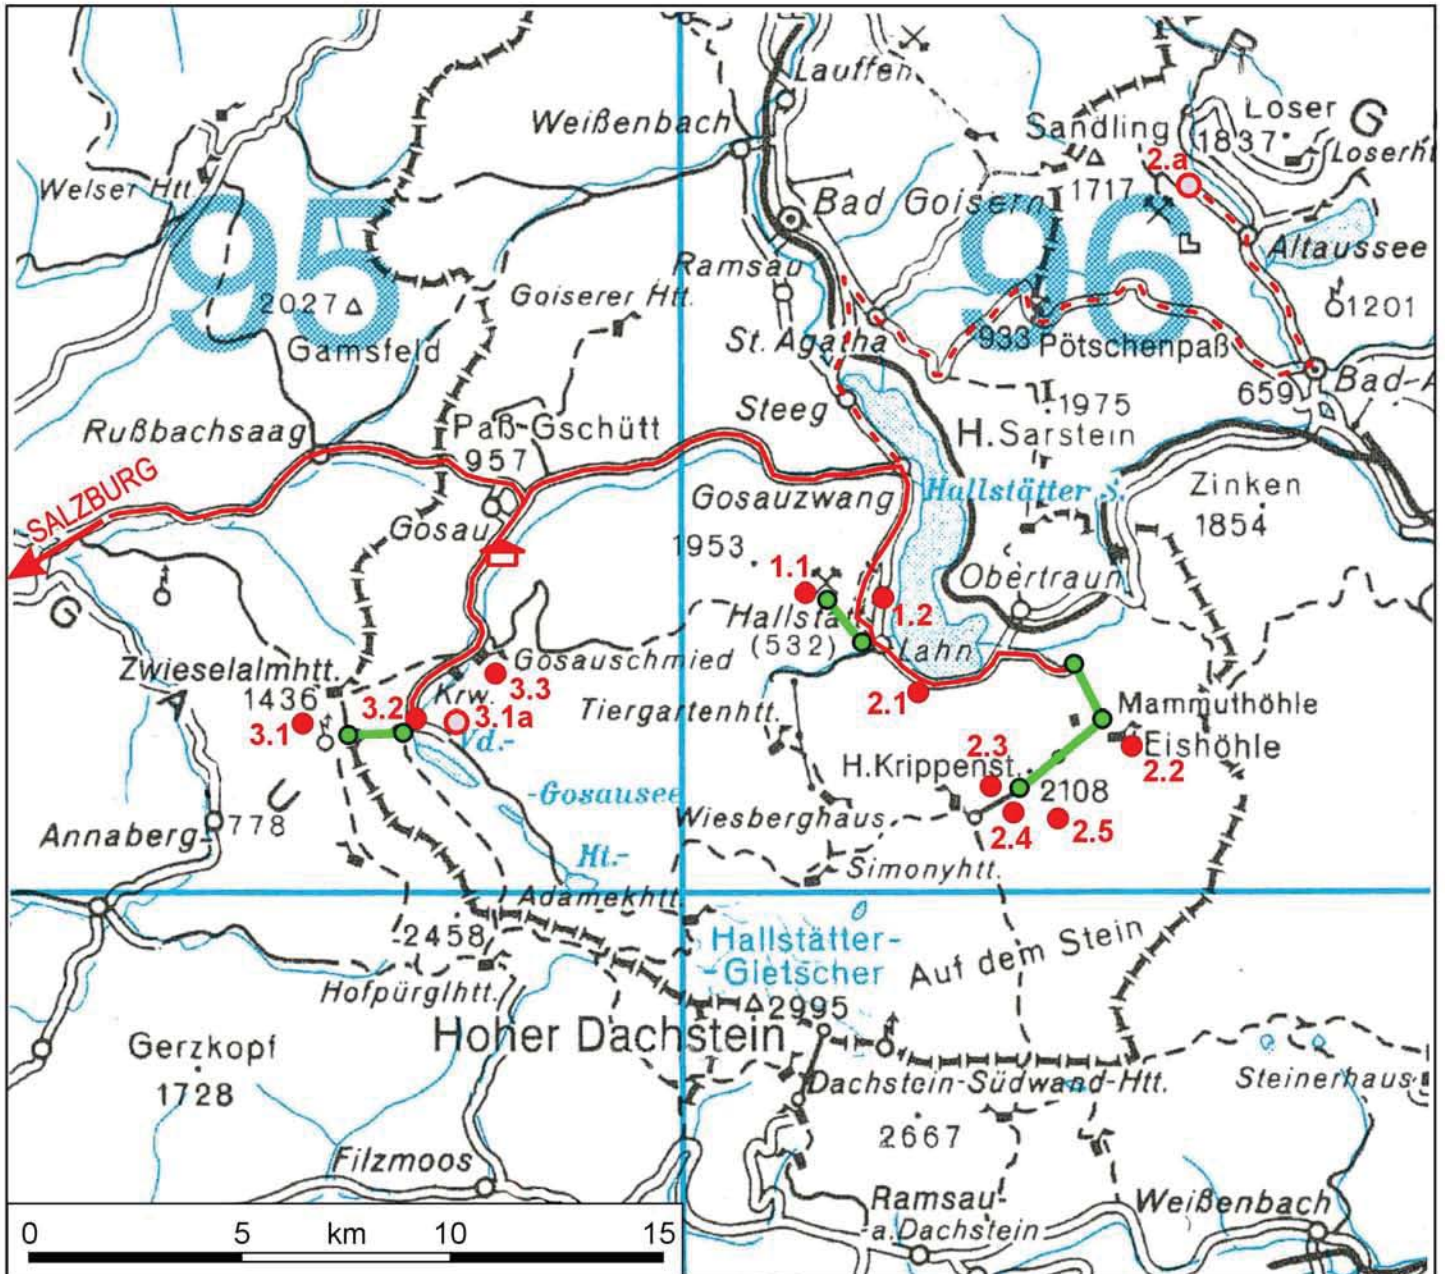 Lauffen
Weißenbach
Sandling
Loser
1837
G
Loserht
2.a
1717
Welser Htt.
Bad Goisern
95
96
Altaussee
Ramsau
Goiserer Htt.
2027
Gamsfeld
1201
St. Agatha
933 Pötschenpaß
659
Bad-A
Steeg
1975
H.Sarstein
Rußbachsaag
Paß-Gschütt
957
SALZBURG
Gosauzwang
Hallstätter S.
Zinken
1854
Gosau
1953
1.1
Obertraun
1.2
Hallstat
(532)
Lahn
G
Zwieselalmhtt.
1436
Gosauschmied
3.3
3.1
3.2
Krw.
3.1a
Vd.-
Tiergartenhtt.
2.1
Mammuthöhle
Eishöhle
2.2
A
2.3
H.Krippenst.
2108
-Gosausee
U
2.4
2.5
Annaberg
778
Wiesberghaus
Ht.-
Simonyhtt.
Adamekhtt.
2458
Hallstätter-
-Gletscher
Auf dem Stein
Hofpürglhtt.
2995
Hoher Dachstein
Gerzkopf
1728
Dachstein-Südwand-Htt.
Steinerhaus
2667
Filzmoos
Ramsau-
-a.Dachstein
Weißenbach
0 5 km 10 15